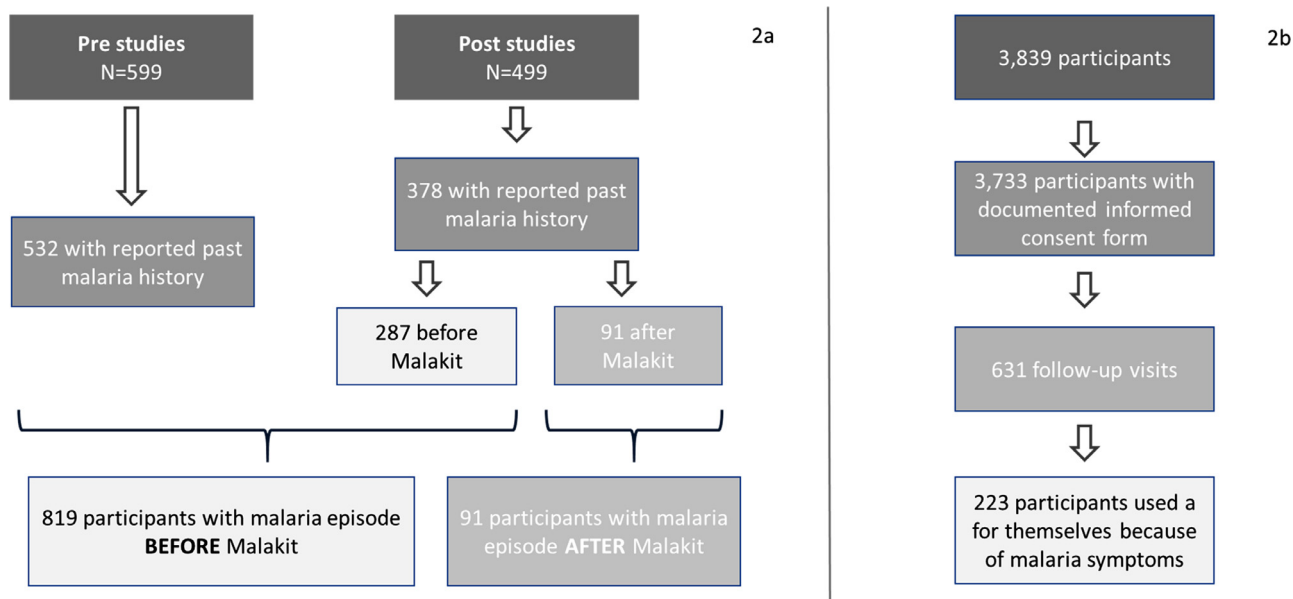 2a
Pre studies
N=599
Post studies
N=499
532 with reported past
malaria history
378 with reported past
malaria history
287 before
Malakit
91 after
Malakit
819 participants with malaria episode
BEFORE Malakit
91 participants with malaria
episode AFTER Malakit
2b
3,839 participants
3,733 participants with
documented informed
consent form
631 follow-up visits
223 participants used a
for themselves because
of malaria symptoms